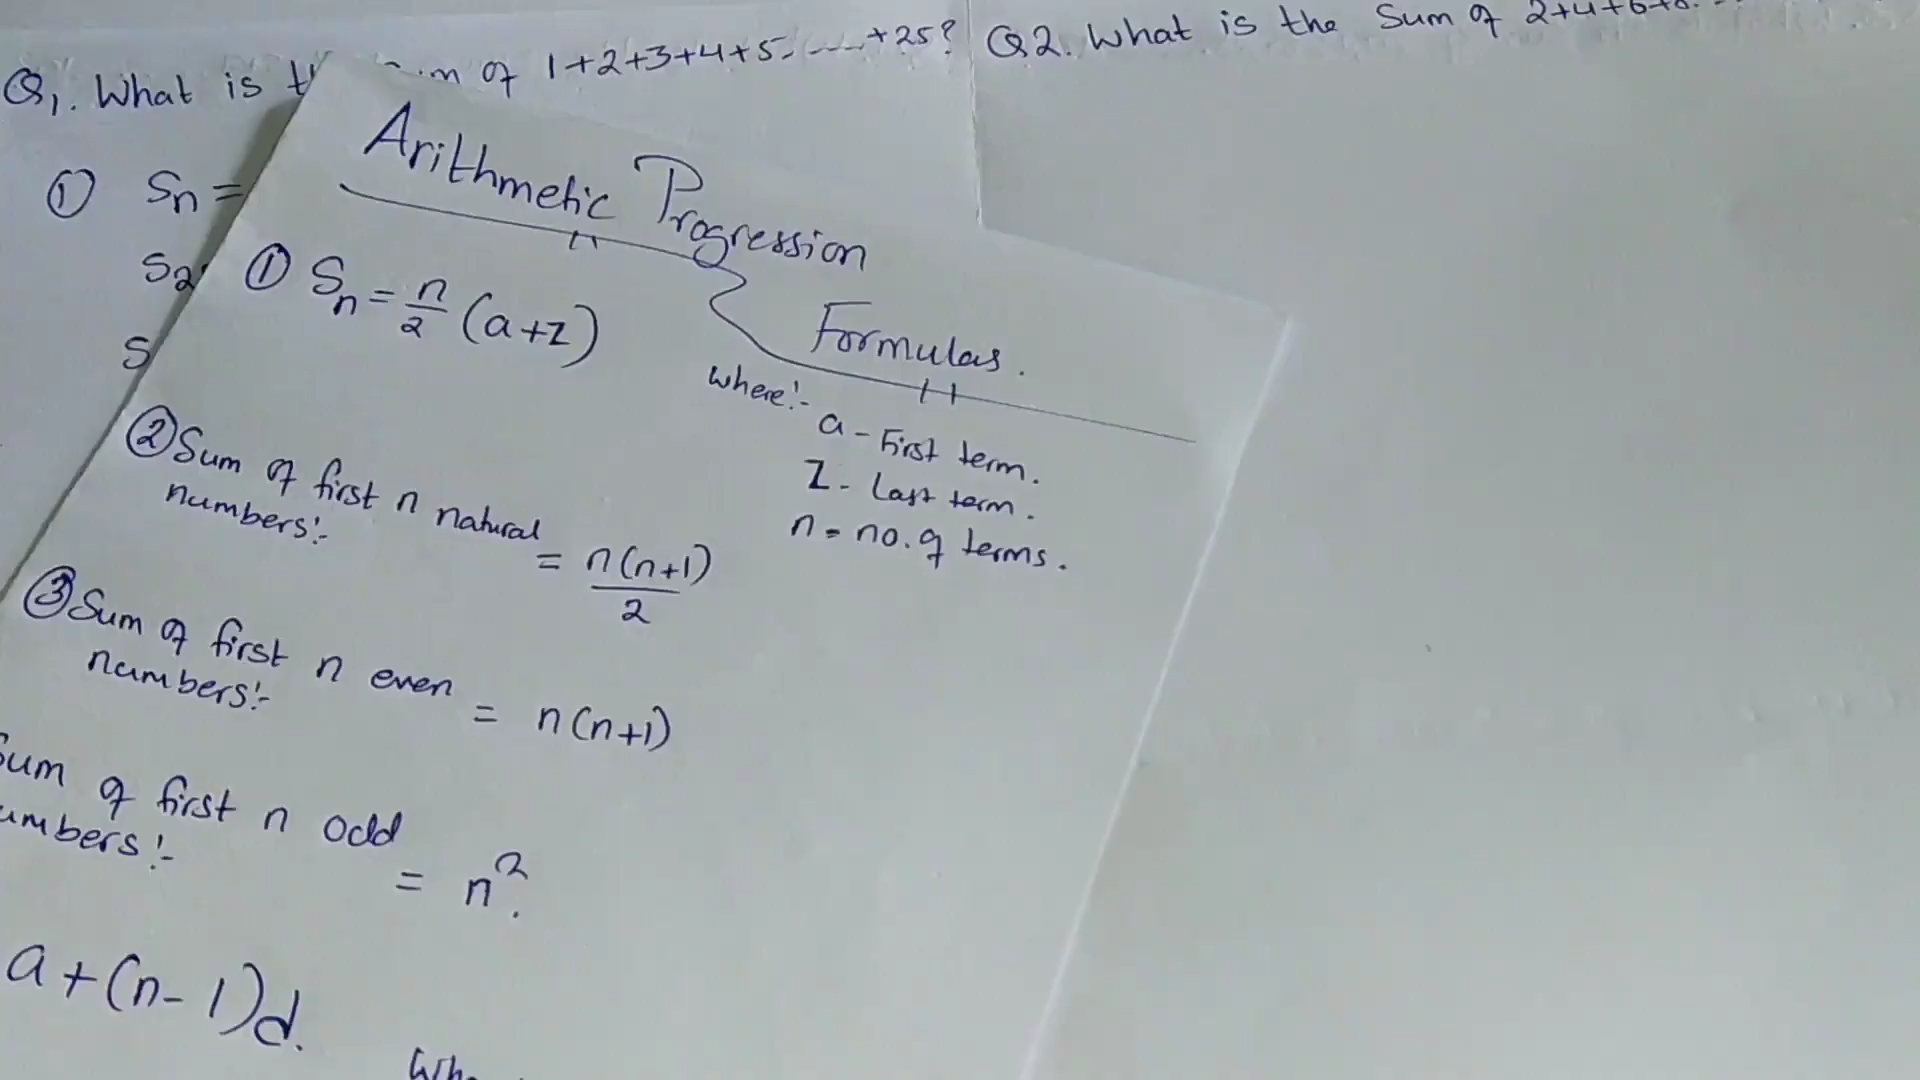 Q1. What is t m of 1+2+3+4+5-.....+25? Q2. What is the Sum of 2+4+6+8.
① Sn =
S2
S
Arithmetic Progression
Formulas.
① Sn = n/2 (a+z)
where:-
a - First term.
Z - Last term.
n = no. of terms.
② Sum of first n natural
numbers:-
= n(n+1)/2
③ Sum of first n even
numbers:-
= n(n+1)
Sum of first n odd
umbers:-
= n².
a+(n-1)d.